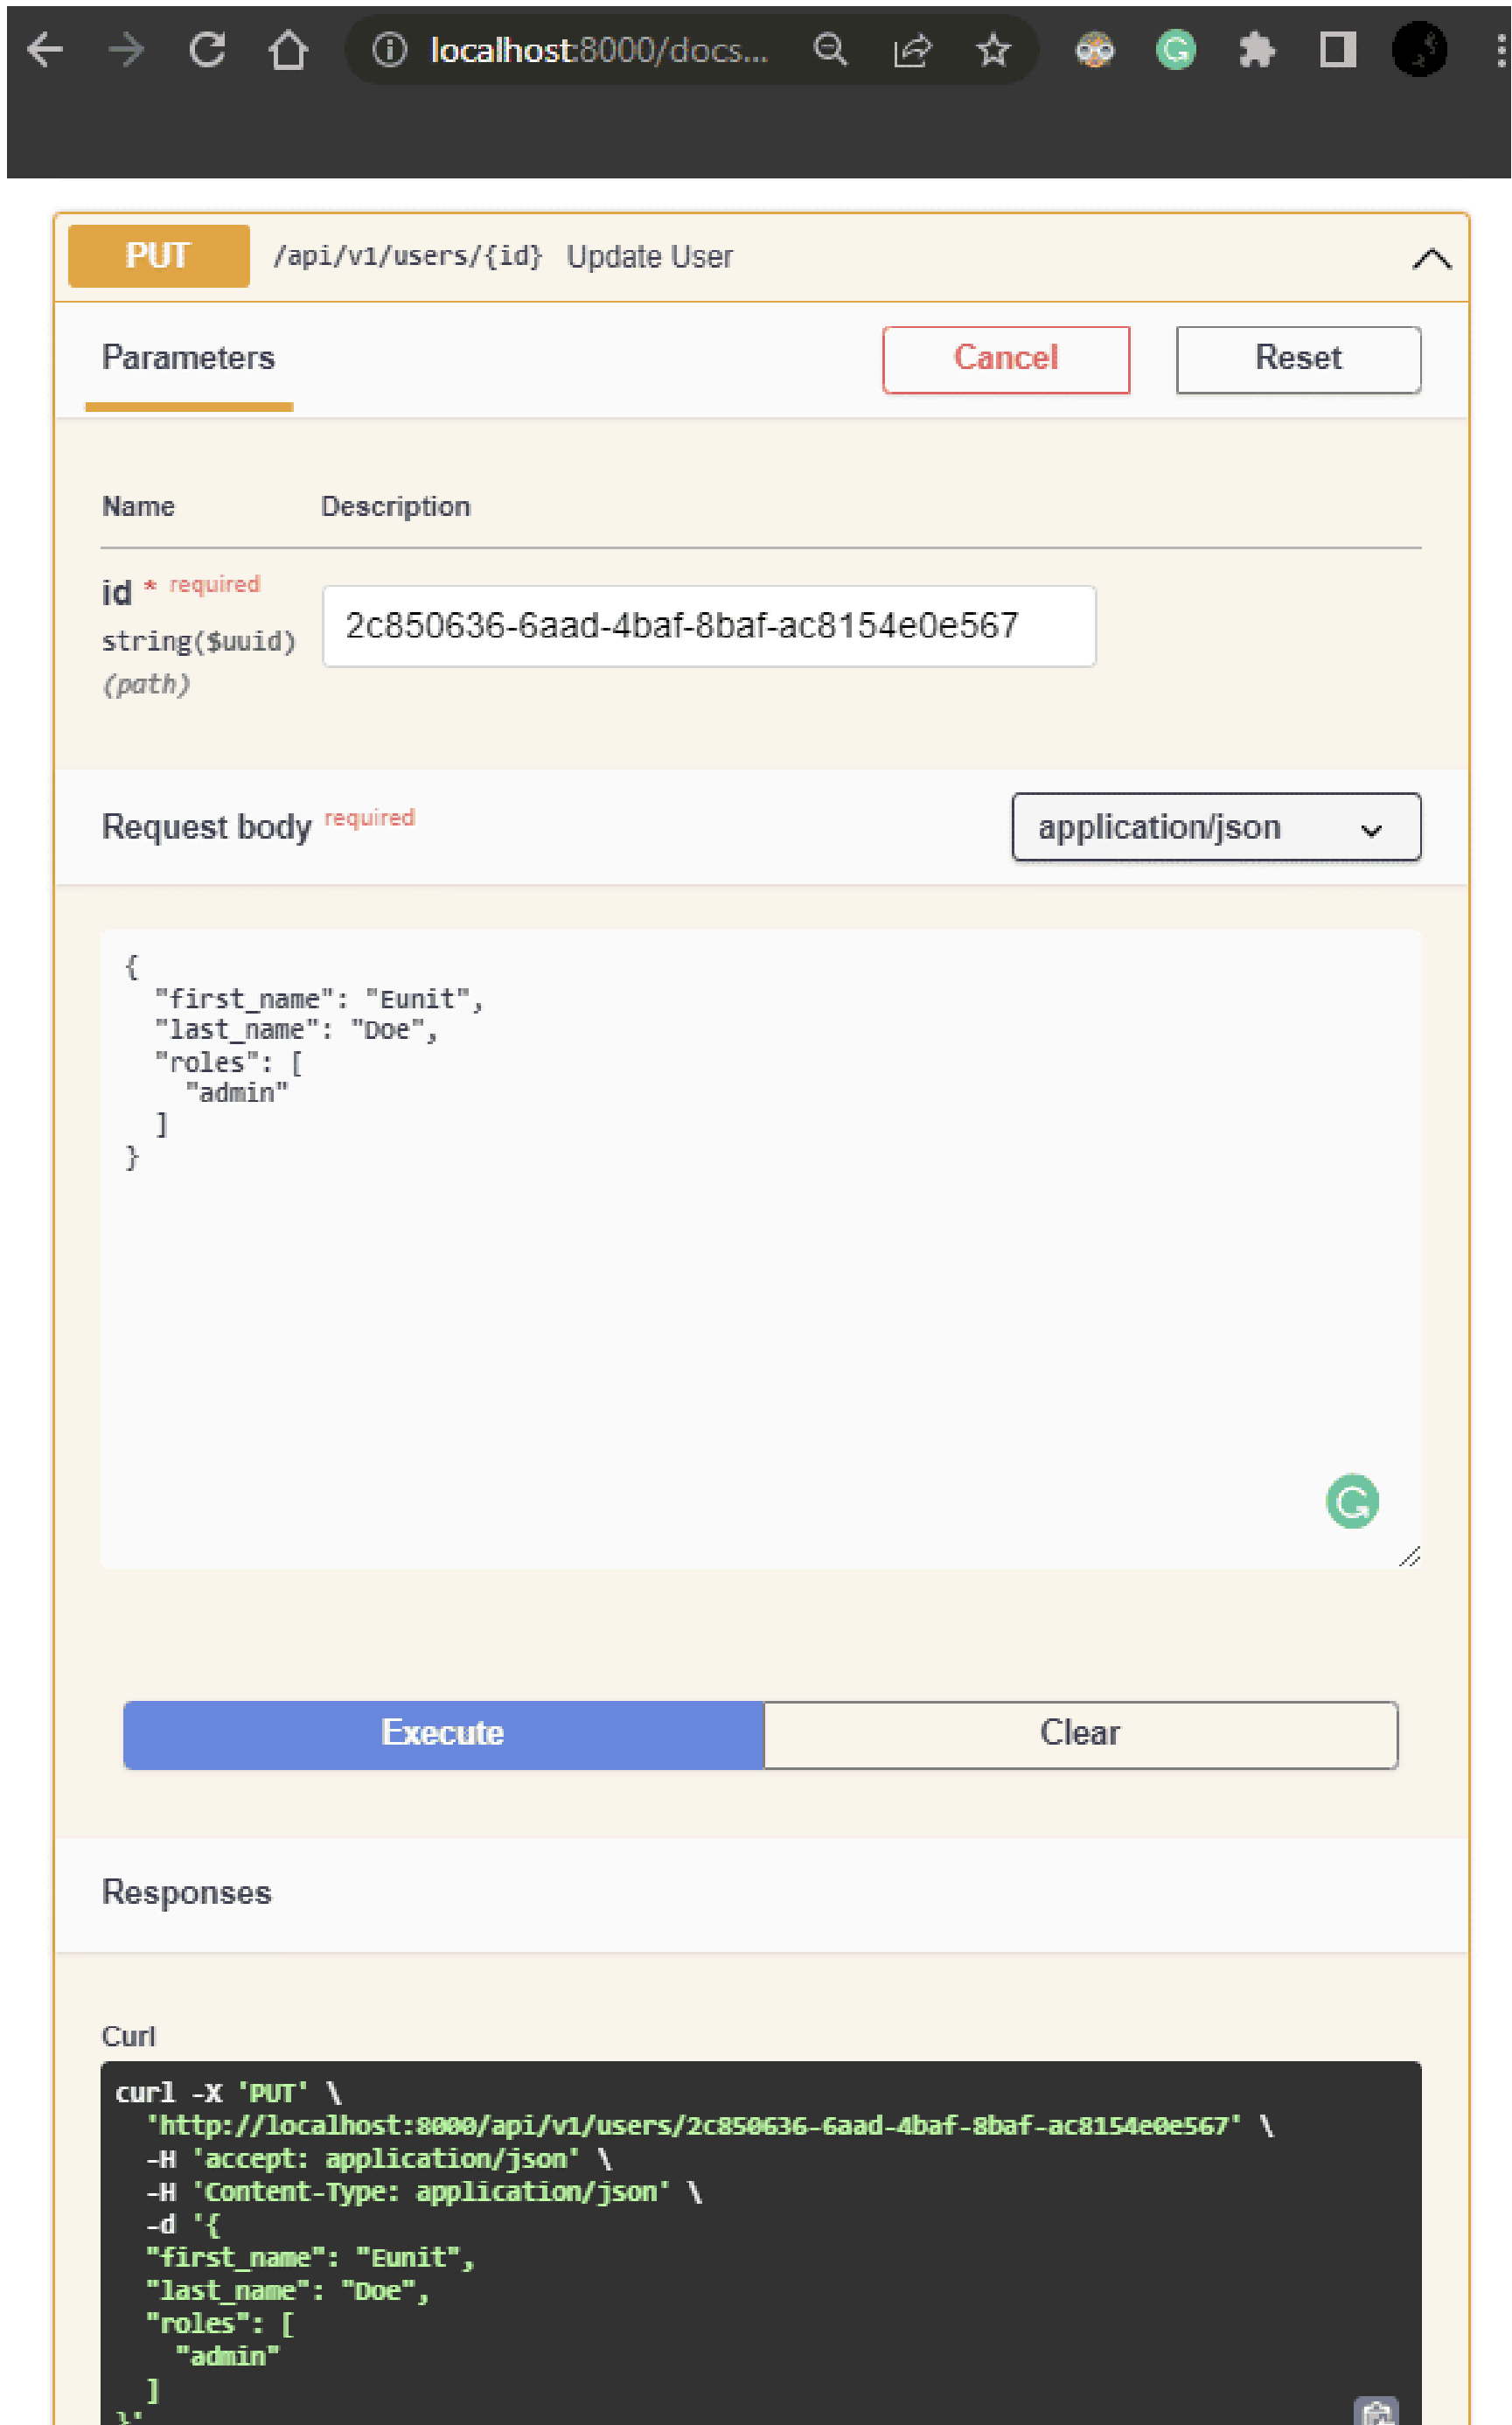 localhost:8000/docs...
PUT /api/v1/users/{id} Update User
Parameters Cancel Reset
Name Description
id * required
string($uuid)
(path)
2c850636-6aad-4baf-8baf-ac8154e0e567
Request body required application/json
{
  "first_name": "Eunit",
  "last_name": "Doe",
  "roles": [
    "admin"
  ]
}
Execute Clear
Responses
Curl
curl -X 'PUT' \
  'http://localhost:8000/api/v1/users/2c850636-6aad-4baf-8baf-ac8154e0e567' \
  -H 'accept: application/json' \
  -H 'Content-Type: application/json' \
  -d '{
  "first_name": "Eunit",
  "last_name": "Doe",
  "roles": [
    "admin"
  ]
}'